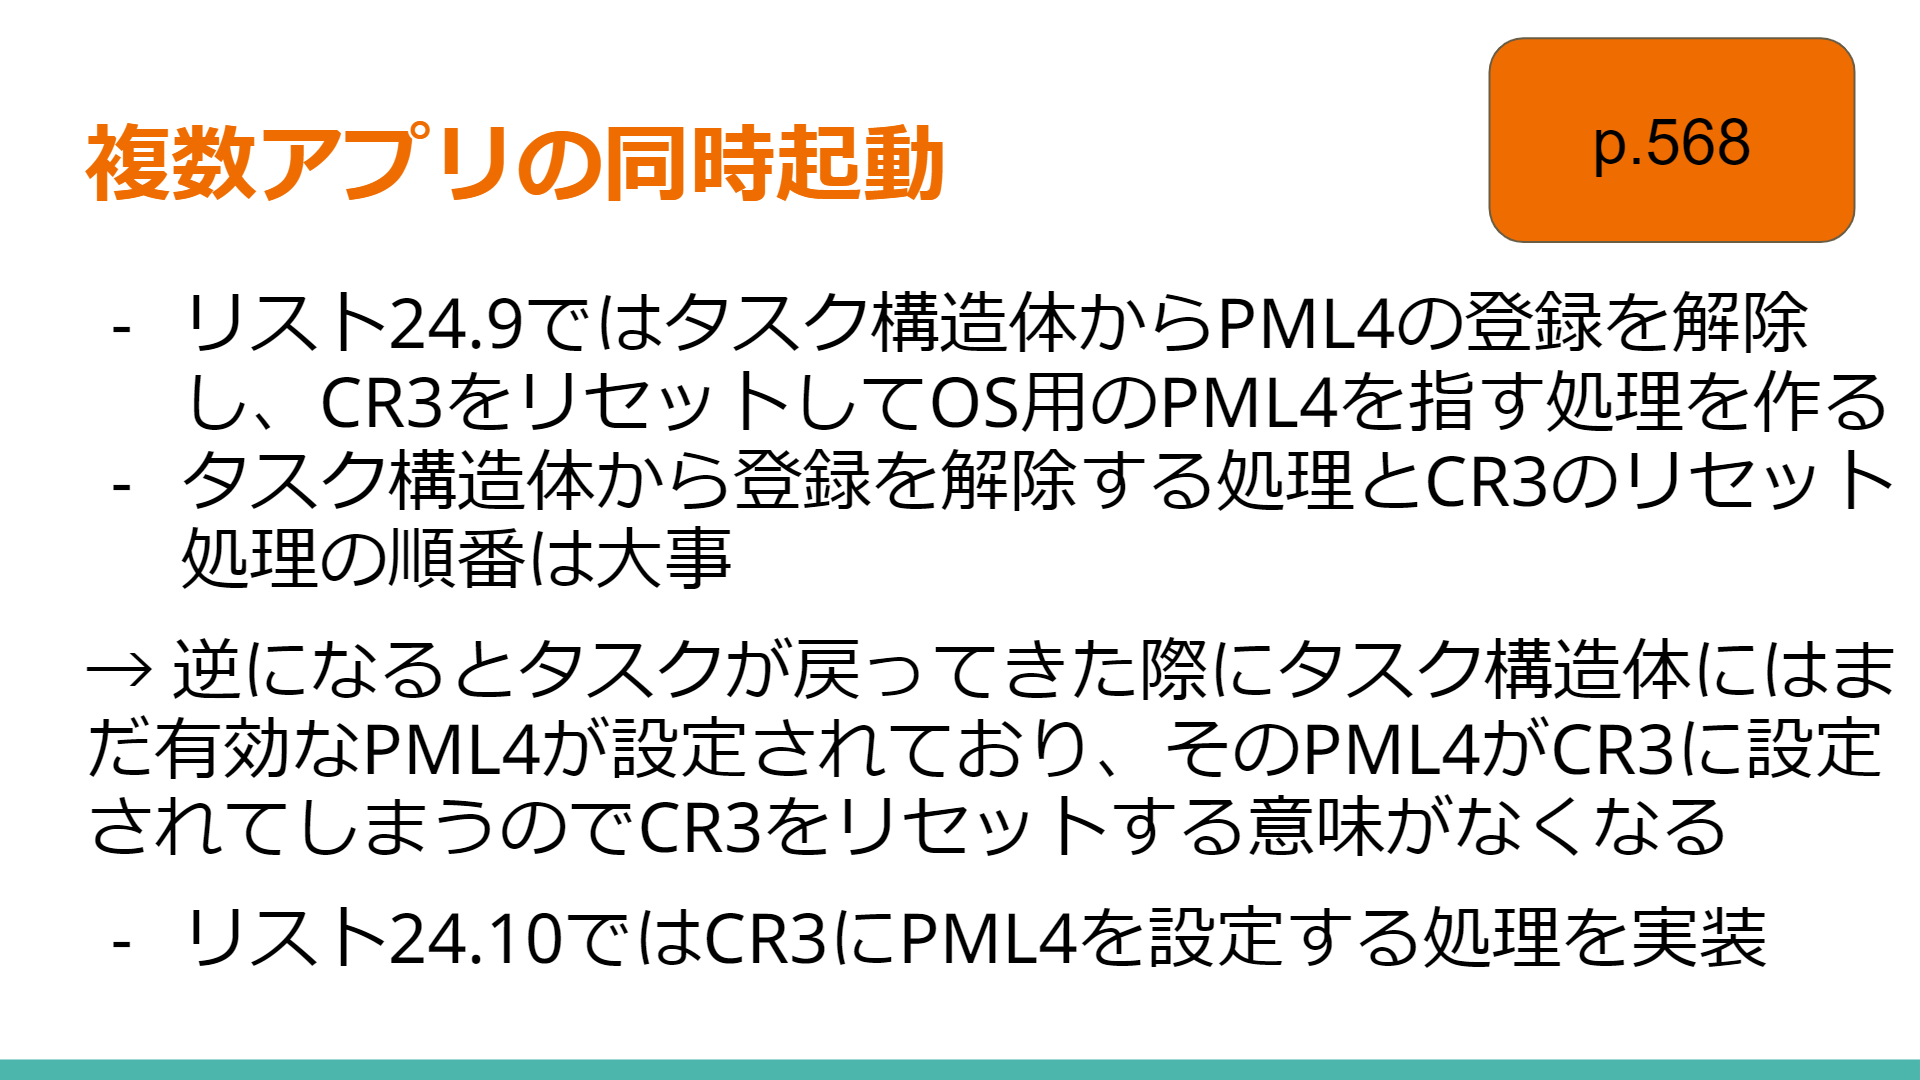 複数アプリの同時起動
p.568
- リスト24.9ではタスク構造体からPML4の登録を解除
し、CR3をリセットしてOS用のPML4を指す処理を作る
- タスク構造体から登録を解除する処理とCR3のリセット
処理の順番は大事
→ 逆になるとタスクが戻ってきた際にタスク構造体にはま
だ有効なPML4が設定されており、そのPML4がCR3に設定
されてしまうのでCR3をリセットする意味がなくなる
- リスト24.10ではCR3にPML4を設定する処理を実装